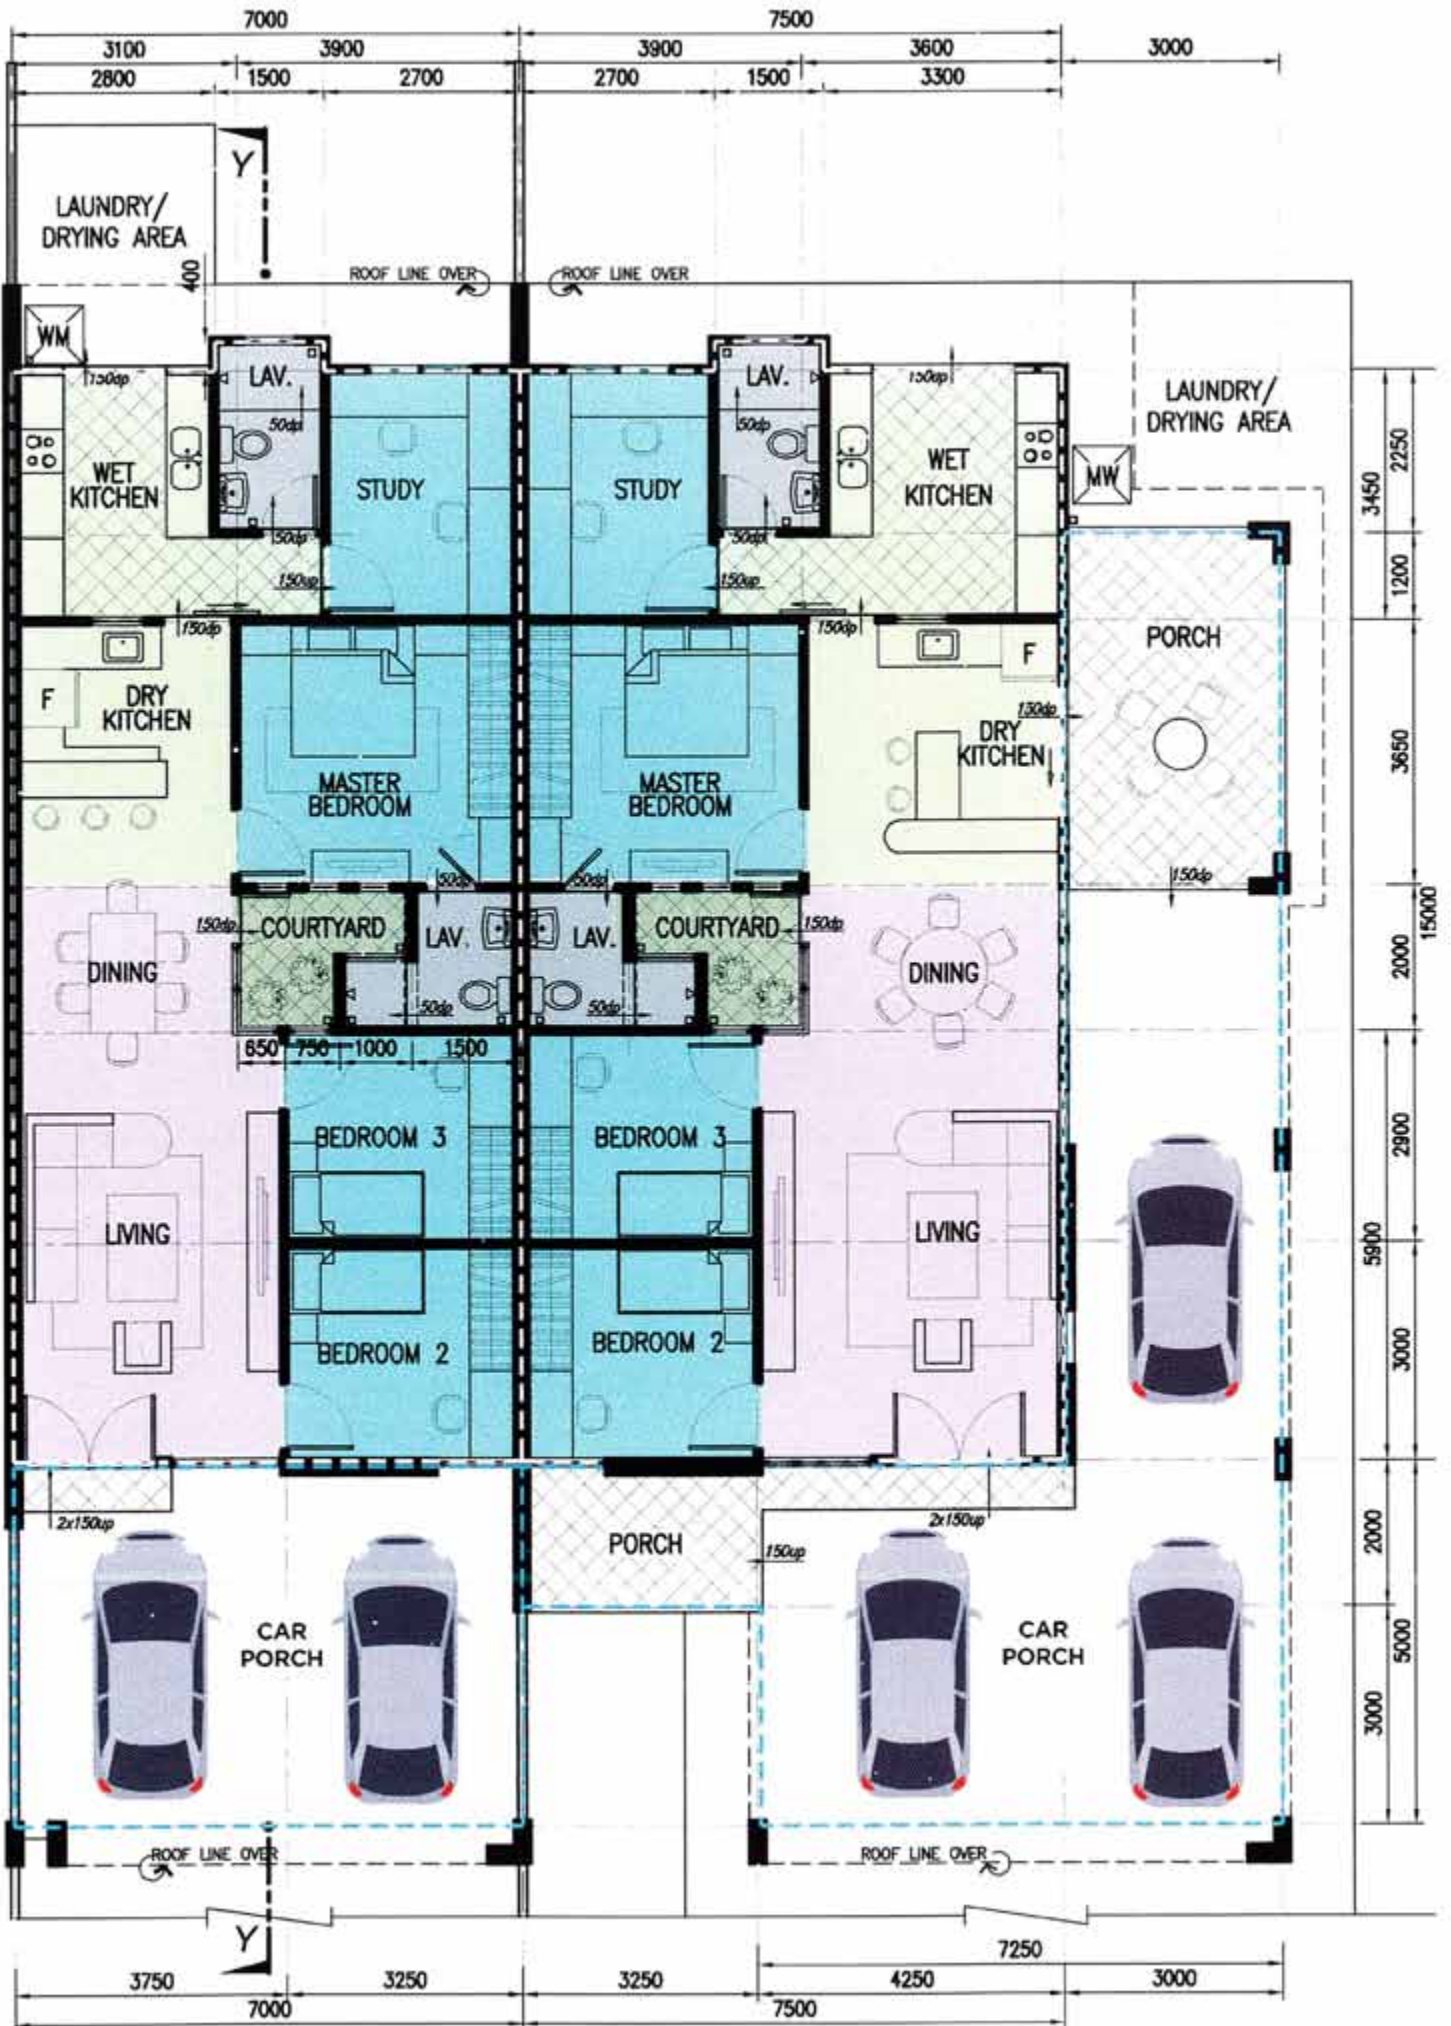 7000 7500
3100 3900 3900 3600 3000
2800 1500 2700 2700 1500 3300
Y
LAUNDRY/
DRYING AREA
400
ROOF LINE OVER ROOF LINE OVER
WM
150dp LAV. LAV. 150dp
LAUNDRY/
DRYING AREA
50dp 50dp
2250
WET
KITCHEN
STUDY STUDY
WET
KITCHEN
MW
3450
50dp 50dp
150up 150up
1200
150dp 150dp
PORCH
F
DRY
KITCHEN
F
150dp
DRY
KITCHEN
3650
MASTER
BEDROOM
MASTER
BEDROOM
50dp 50dp
150dp
150dp COURTYARD LAV. LAV. COURTYARD 150dp
15000
DINING DINING
2000
50dp 50dp
650 750 1000 1500
BEDROOM 3 BEDROOM 3
2900
LIVING LIVING
5900
BEDROOM 2 BEDROOM 2
3000
2x150up 2x150up
2000
PORCH
150up
CAR
PORCH
CAR
PORCH
5000
3000
ROOF LINE OVER ROOF LINE OVER
Y
7250
3750 3250 3250 4250 3000
7000 7500